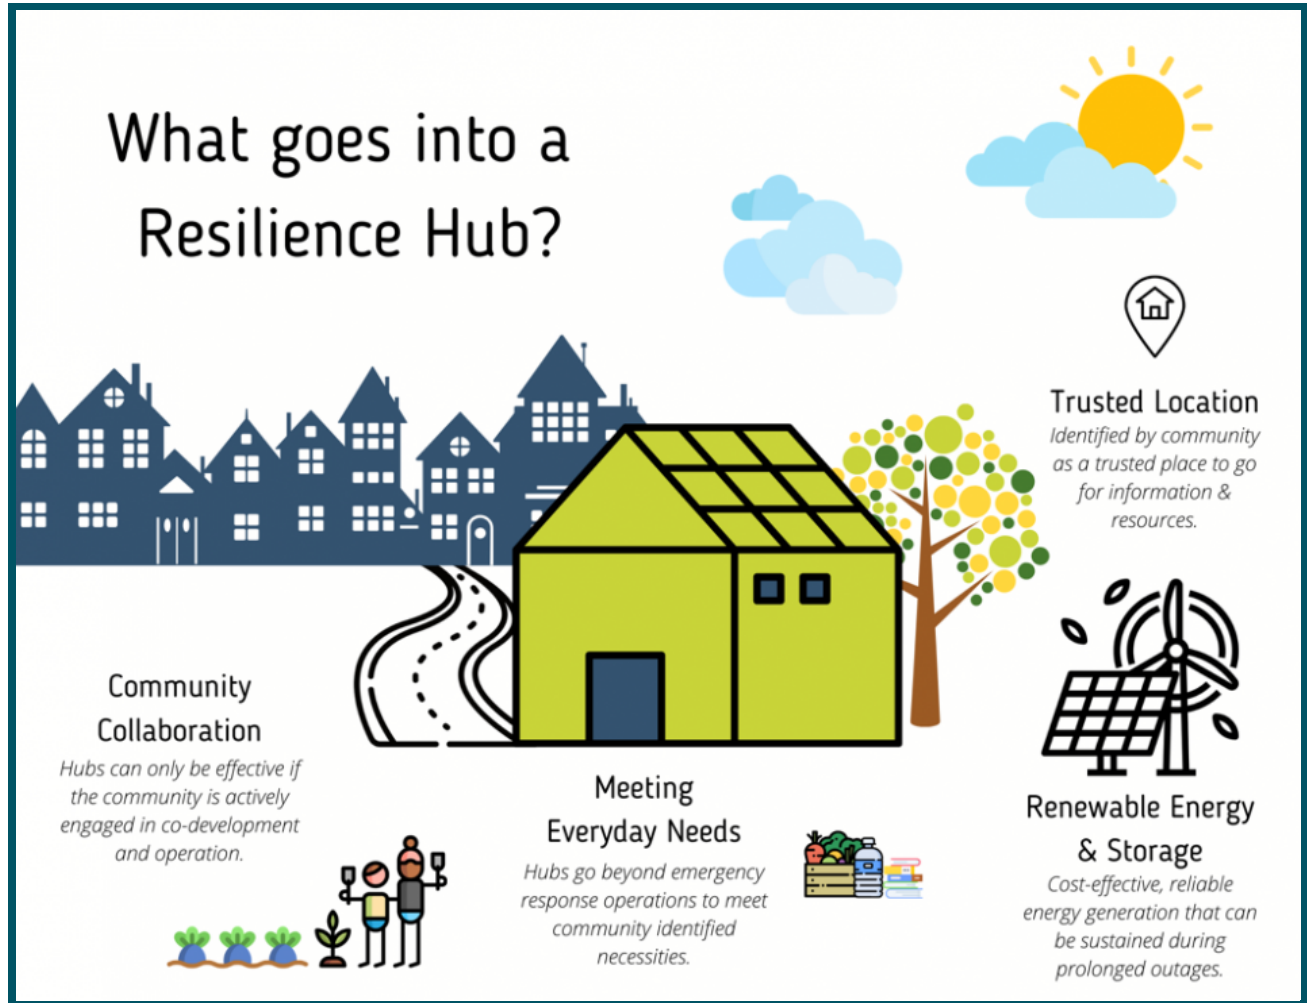 What goes into a
Resilience Hub?
Trusted Location
Identified by community
as a trusted place to go
for information &
resources.
Community
Collaboration
Hubs can only be effective if
the community is actively
engaged in co-development
and operation.
Meeting
Everyday Needs
Hubs go beyond emergency
response operations to meet
community identified
necessities.
Renewable Energy
& Storage
Cost-effective, reliable
energy generation that can
be sustained during
prolonged outages.